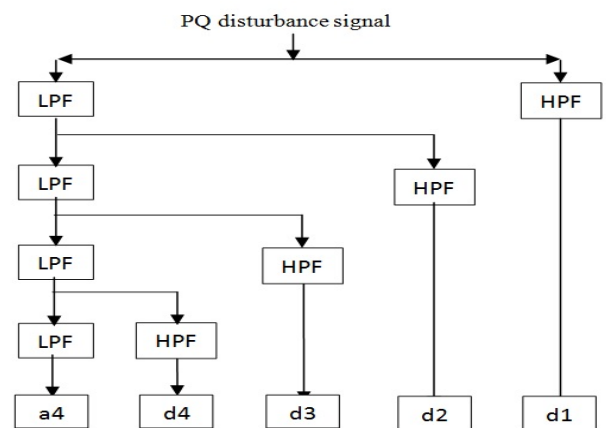 PQ disturbance signal
LPF
HPF
LPF
HPF
LPF
HPF
LPF
HPF
a4
d4
d3
d2
d1